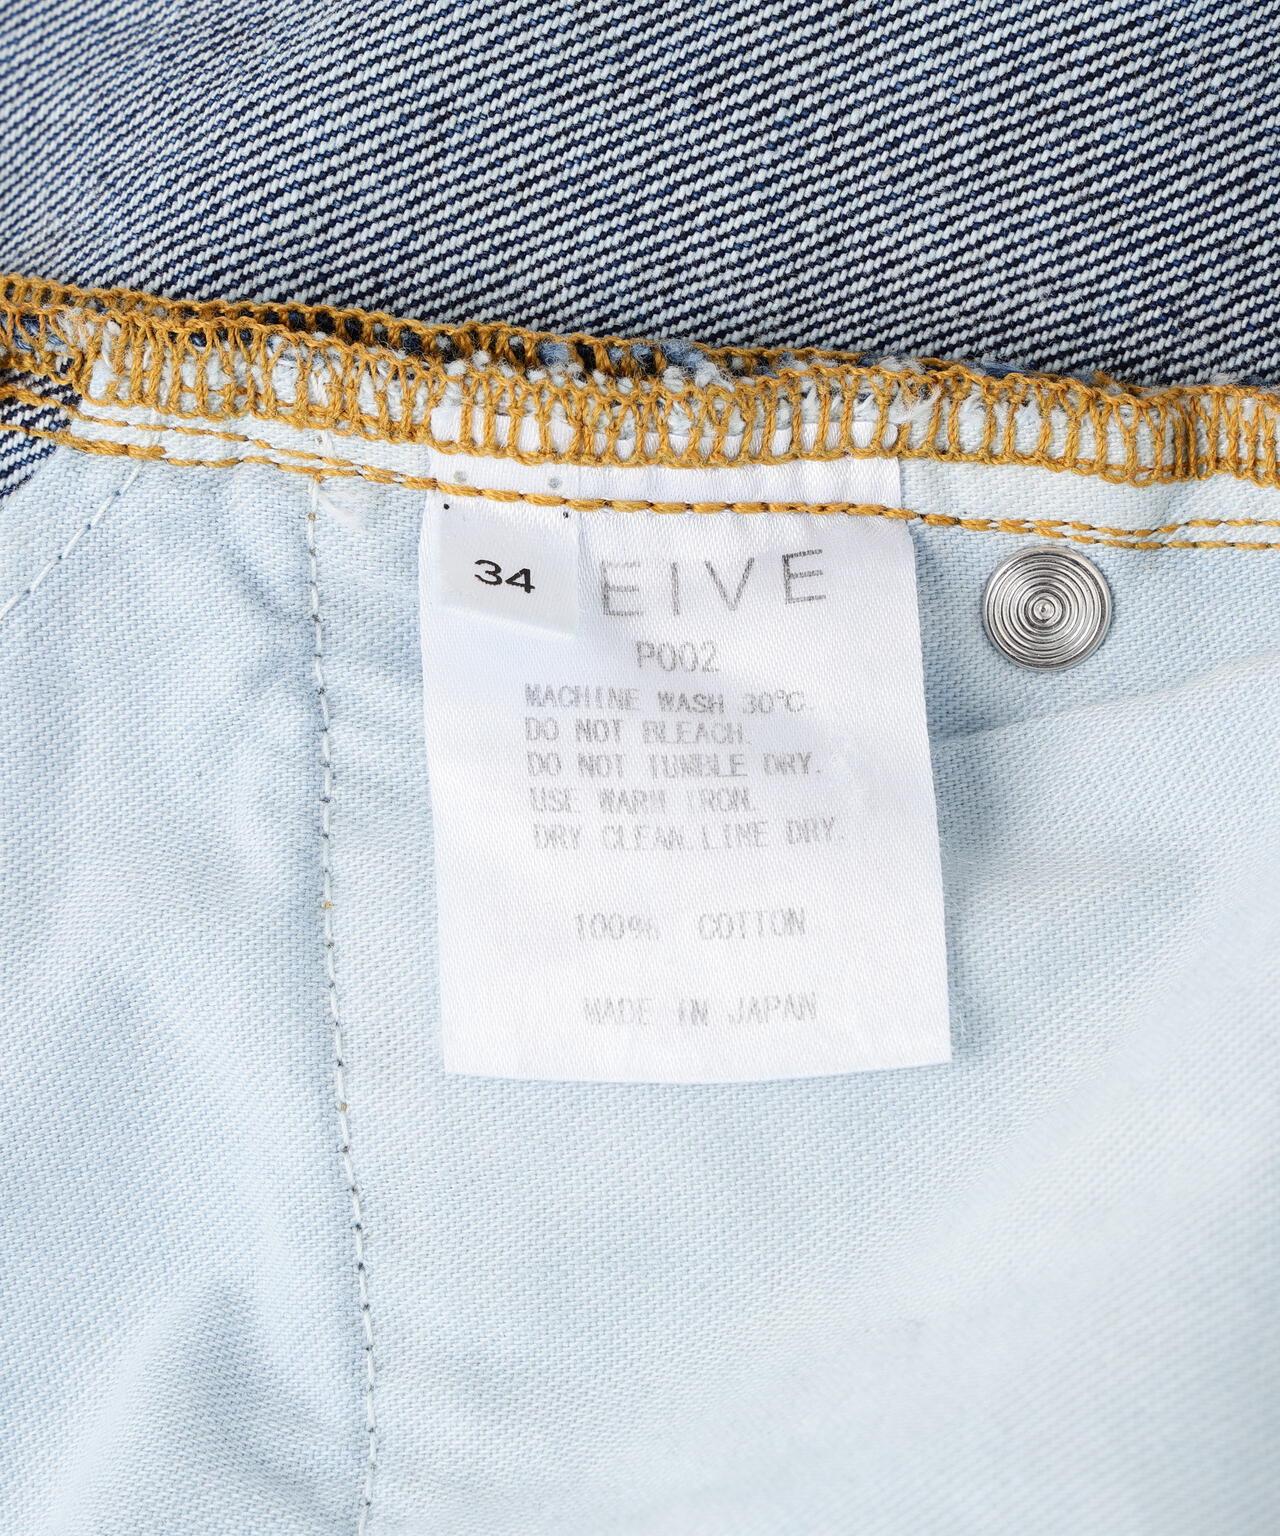 34
EIVE
P002
MACHINE WASH 30°C.
DO NOT BLEACH.
DO NOT TUMBLE DRY.
USE WARM IRON.
DRY CLEAN.LINE DRY.
100% COTTON
MADE IN JAPAN